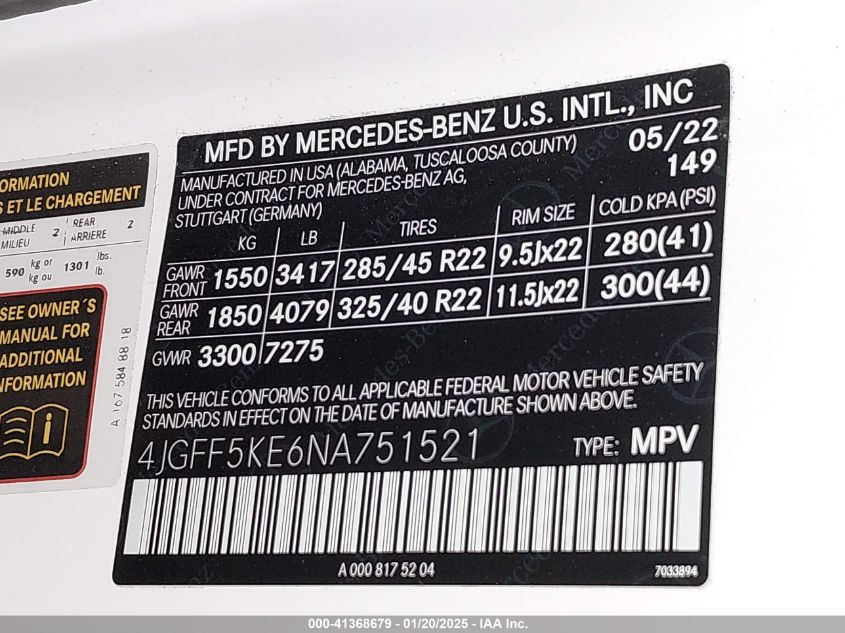 ORMATION
S ET LE CHARGEMENT
MIDDLE 2 REAR 2
MILIEU ARRIERE
590 kg or 1301 lbs.
kg ou lb.
SEE OWNER´S
MANUAL FOR
ADDITIONAL
INFORMATION
A 167 584 88 18
MFD BY MERCEDES-BENZ U.S. INTL., INC
MANUFACTURED IN USA (ALABAMA, TUSCALOOSA COUNTY) 05/22
UNDER CONTRACT FOR MERCEDES-BENZ AG, 149
STUTTGART (GERMANY)
KG LB TIRES RIM SIZE COLD KPA (PSI)
GAWR FRONT 1550 3417 285/45 R22 9.5Jx22 280(41)
GAWR REAR 1850 4079 325/40 R22 11.5Jx22 300(44)
GVWR 3300 7275
THIS VEHICLE CONFORMS TO ALL APPLICABLE FEDERAL MOTOR VEHICLE SAFETY
STANDARDS IN EFFECT ON THE DATE OF MANUFACTURE SHOWN ABOVE.
4JGFF5KE6NA751521 TYPE: MPV
A 000 817 52 04 7033894
000-41368679 — 01/20/2025 — IAA Inc.